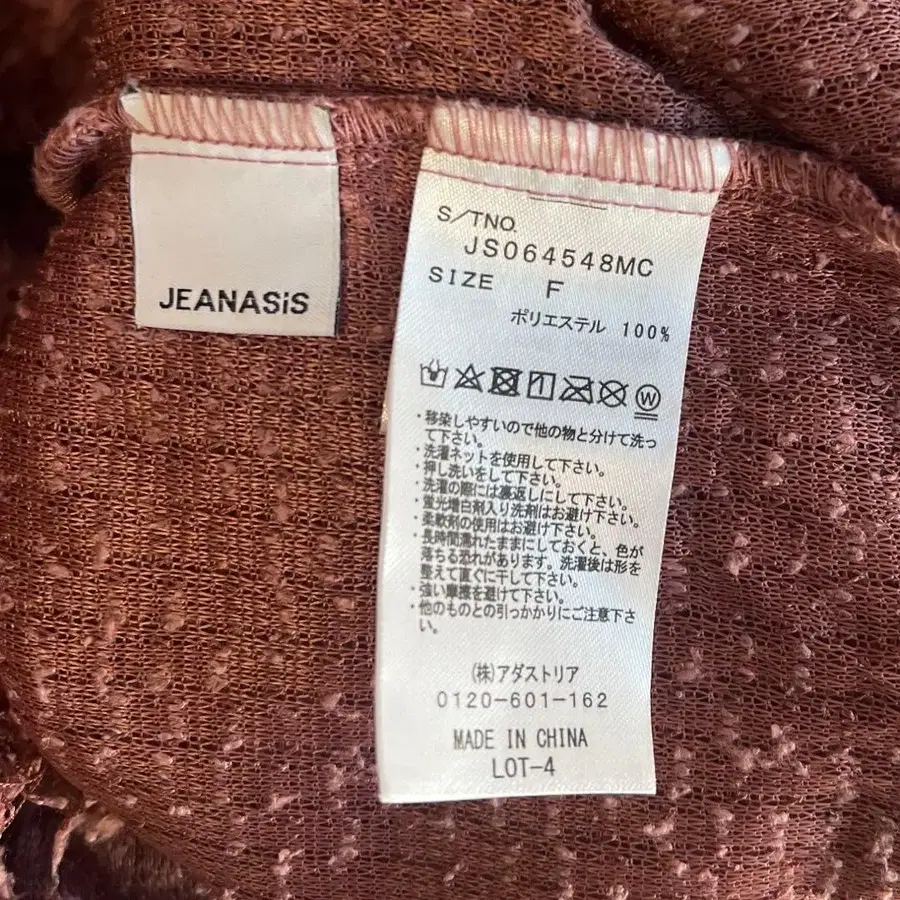 JEANASiS
S/TNO.
JS064548MC
SIZE F
ポリエステル 100%
W
・移染しやすいので他の物と分けて洗っ
て下さい。
・洗濯ネットを使用して下さい。
・押し洗いをして下さい。
・洗濯の際には裏返しにして下さい。
・蛍光増白剤入り洗剤はお避け下さい。
・柔軟剤の使用はお避け下さい。
・長時間濡れたままにしておくと、色が
落ちる恐れがあります。洗濯後は形を
整えて直ぐに干して下さい。
・強い摩擦を避けて下さい。
・他のものとの引っかかりにご注意下さ
い。
(株)アダストリア
0120-601-162
MADE IN CHINA
LOT-4